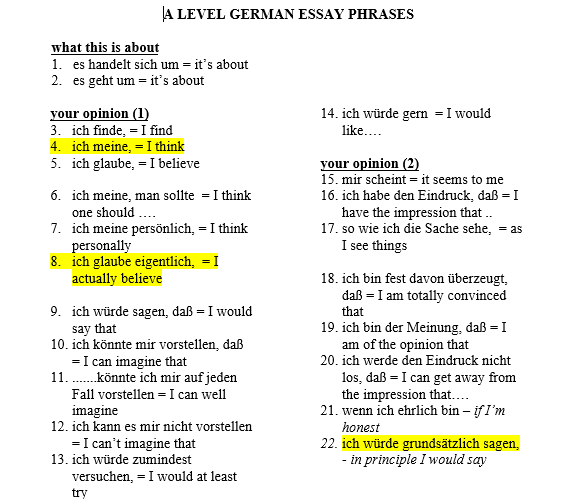 A LEVEL GERMAN ESSAY PHRASES
what this is about
1. es handelt sich um = it's about
2. es geht um = it's about
your opinion (1)
3. ich finde, = I find
4. ich meine, = I think
5. ich glaube, = I believe
6. ich meine, man sollte = I think
one should ….
7. ich meine persönlich, = I think
personally
8. ich glaube eigentlich, = I
actually believe
9. ich würde sagen, daß = I would
say that
10. ich könnte mir vorstellen, daß
= I can imagine that
11. .......könnte ich mir auf jeden
Fall vorstellen = I can well
imagine
12. ich kann es mir nicht vorstellen
= I can't imagine that
13. ich würde zumindest
versuchen, = I would at least
try
14. ich würde gern = I would
like….
your opinion (2)
15. mir scheint = it seems to me
16. ich habe den Eindruck, daß = I
have the impression that ..
17. so wie ich die Sache sehe, = as
I see things
18. ich bin fest davon überzeugt,
daß = I am totally convinced
that
19. ich bin der Meinung, daß = I
am of the opinion that
20. ich werde den Eindruck nicht
los, daß = I can get away from
the impression that….
21. wenn ich ehrlich bin – if I'm
honest
22. ich würde grundsätzlich sagen,
- in principle I would say